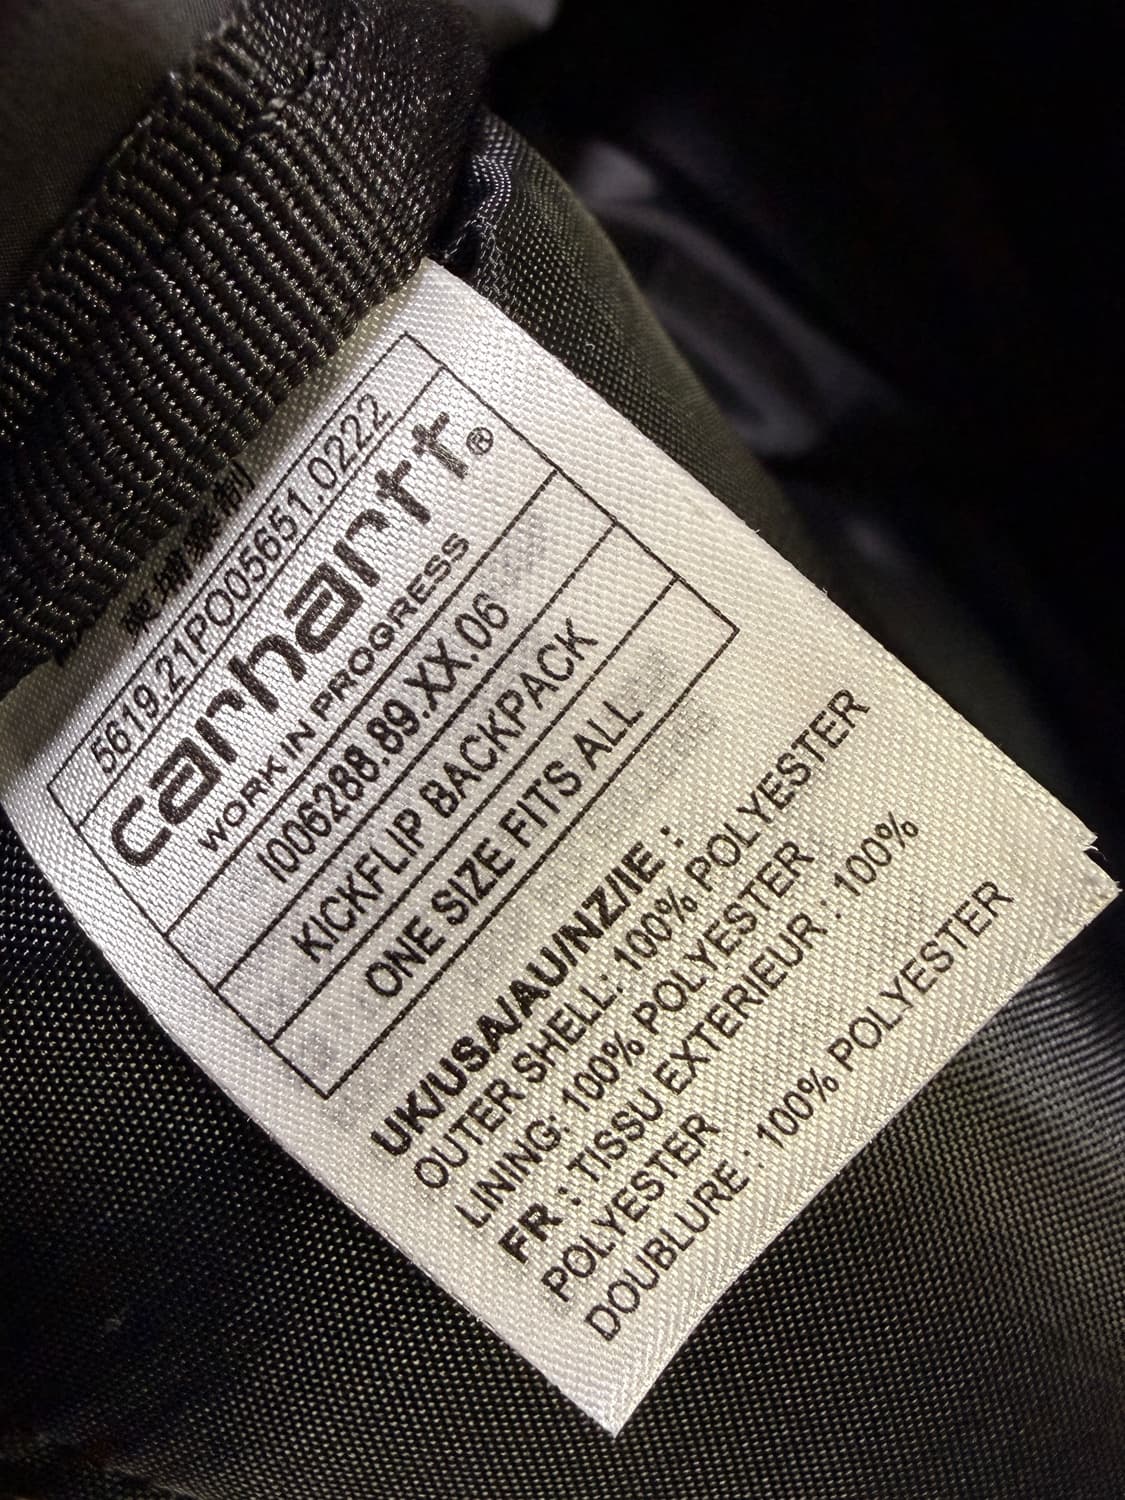 5619.21PO05651.0222
carhartt®
WORK IN PROGRESS
I006288.89.XX.06
KICKFLIP BACKPACK
ONE SIZE FITS ALL
UK/USA/AU/NZ/IE :
OUTER SHELL: 100% POLYESTER
LINING: 100% POLYESTER
FR : TISSU EXTERIEUR : 100%
POLYESTER
DOUBLURE : 100% POLYESTER